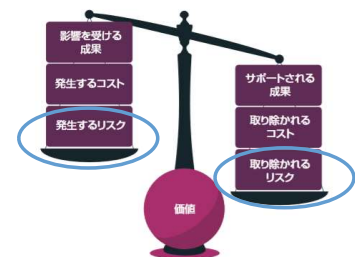 影響を受ける
成果
発生するコスト
発生するリスク
サポートされる
成果
取り除かれる
コスト
取り除かれる
リスク
価値